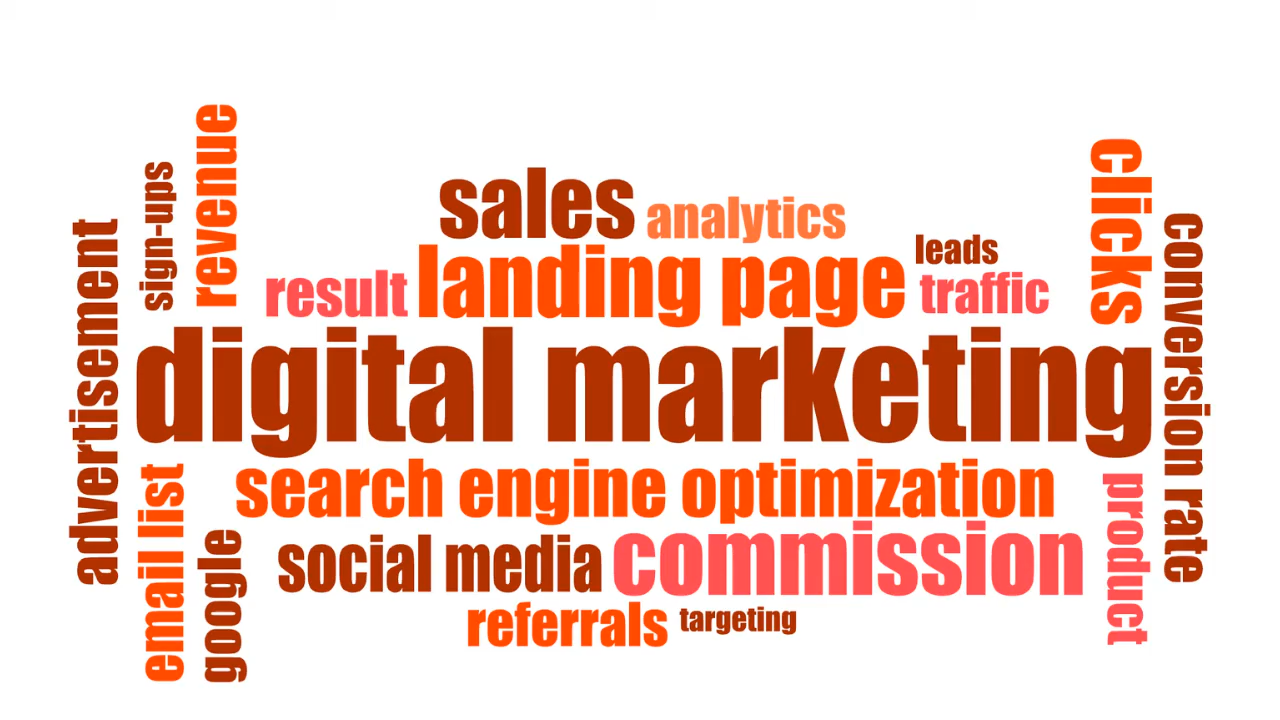 advertisement
sign-ups
revenue
sales
analytics
result
landing page
leads
traffic
clicks
conversion rate
digital marketing
email list
google
search engine optimization
social media
commission
product
referrals
targeting